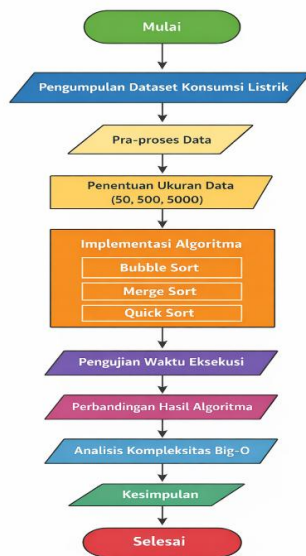 Mulai
Pengumpulan Dataset Konsumsi Listrik
Pra-proses Data
Penentuan Ukuran Data
(50, 500, 5000)
Implementasi Algoritma
Bubble Sort
Merge Sort
Quick Sort
Pengujian Waktu Eksekusi
Perbandingan Hasil Algoritma
Analisis Kompleksitas Big-O
Kesimpulan
Selesai